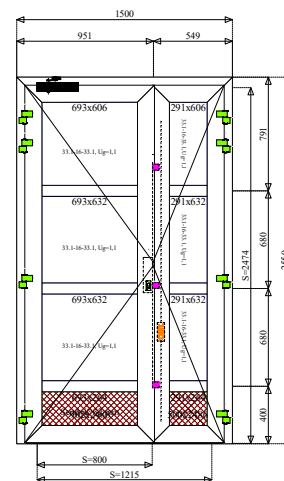 1500
951 549
693x606 291x606
33.1-16-33.1, Ug=1,1
33.1-16-33.1, Ug=1,1
791
693x632 291x632
33.1-16-33.1, Ug=1,1
33.1-16-33.1, Ug=1,1
680
S=2474
693x632 291x632
33.1-16-33.1, Ug=1,1
33.1-16-33.1, Ug=1,1
680
400
S=800
S=1215